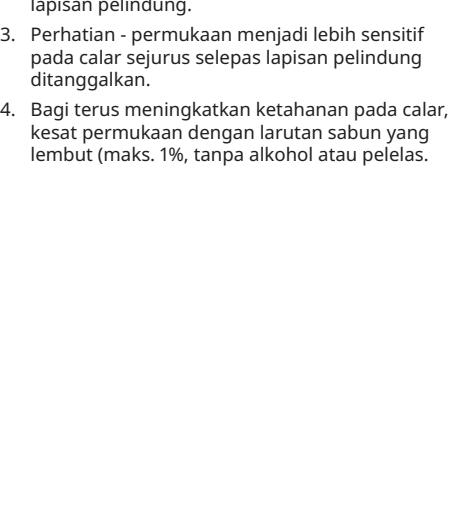 lapisan pelindung.
3. Perhatian - permukaan menjadi lebih sensitif
pada calar sejurus selepas lapisan pelindung
ditanggalkan.
4. Bagi terus meningkatkan ketahanan pada calar,
kesat permukaan dengan larutan sabun yang
lembut (maks. 1%, tanpa alkohol atau pelelas.